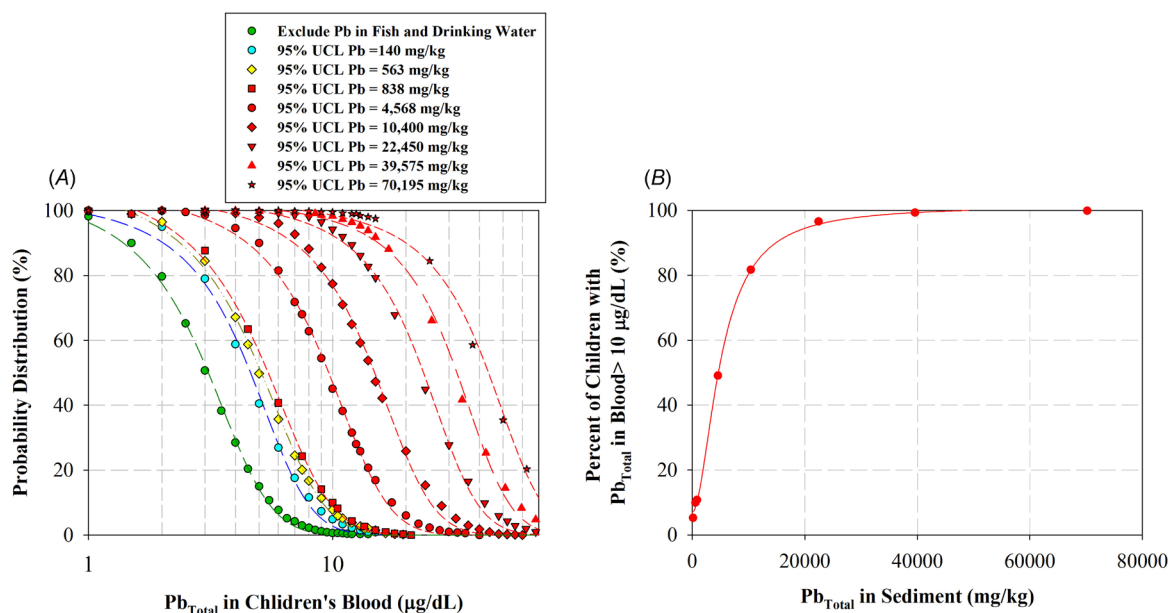 Exclude Pb in Fish and Drinking Water
95% UCL Pb =140 mg/kg
95% UCL Pb = 563 mg/kg
95% UCL Pb = 838 mg/kg
95% UCL Pb = 4,568 mg/kg
95% UCL Pb = 10,400 mg/kg
95% UCL Pb = 22,450 mg/kg
95% UCL Pb = 39,575 mg/kg
95% UCL Pb = 70,195 mg/kg
(A)
Probability Distribution (%)
100
80
60
40
20
0
1
10
PbTotal in Chlidren's Blood (µg/dL)
(B)
Percent of Children with
PbTotal in Blood> 10 µg/dL (%)
100
80
60
40
20
0
0
20000
40000
60000
80000
PbTotal in Sediment (mg/kg)